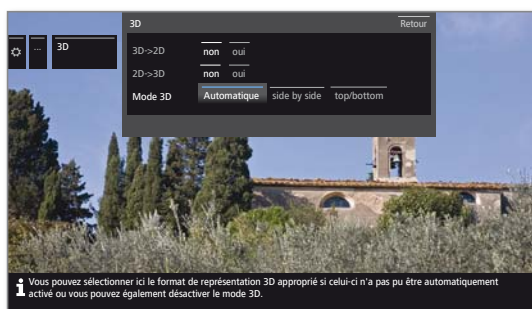 3D
Retour
... 3D
3D->2D non oui
2D->3D non oui
Mode 3D Automatique side by side top/bottom
i Vous pouvez sélectionner ici le format de représentation 3D approprié si celui-ci n'a pas pu être automatiquement
activé ou vous pouvez également désactiver le mode 3D.